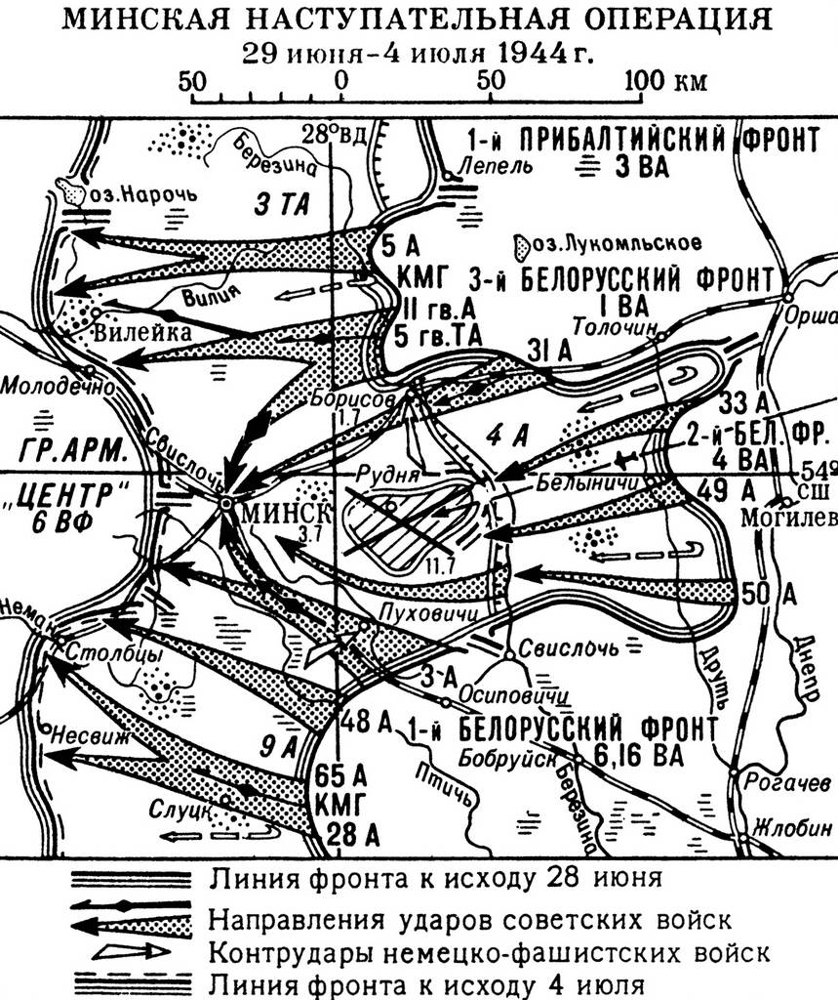 МИНСКАЯ НАСТУПАТЕЛЬНАЯ ОПЕРАЦИЯ
29 июня–4 июля 1944 г.
50 0 50 100 км
28°вд
1-й ПРИБАЛТИЙСКИЙ ФРОНТ
3 ВА
Березина
Лепель
оз. Нарочь
3 ТА
5 А
КМГ
оз. Лукомльское
3-й БЕЛОРУССКИЙ ФРОНТ
1 ВА
Вилия
11 гв. А
5 гв. ТА
Толочин
Орша
Вилейка
31 А
Молодечно
Борисов
1.7
33 А
Свислочь
4 А
2-й БЕЛ. ФР.
4 ВА
ГР. АРМ.
„ЦЕНТР"
6 ВФ
54°
сш
Рудня
Белыничи
49 А
МИНСК
3.7
Могилев
11.7
50 А
Неман
Пуховичи
Столбцы
Свислочь
Друть
Днепр
3 А
Осиповичи
48 А
1-й БЕЛОРУССКИЙ ФРОНТ
6,16 ВА
Несвиж
9 А
Бобруйск
65 А
КМГ
28 А
Птичь
Березина
Рогачев
Слуцк
Жлобин
Линия фронта к исходу 28 июня
Направления ударов советских войск
Контрудары немецко-фашистских войск
Линия фронта к исходу 4 июля